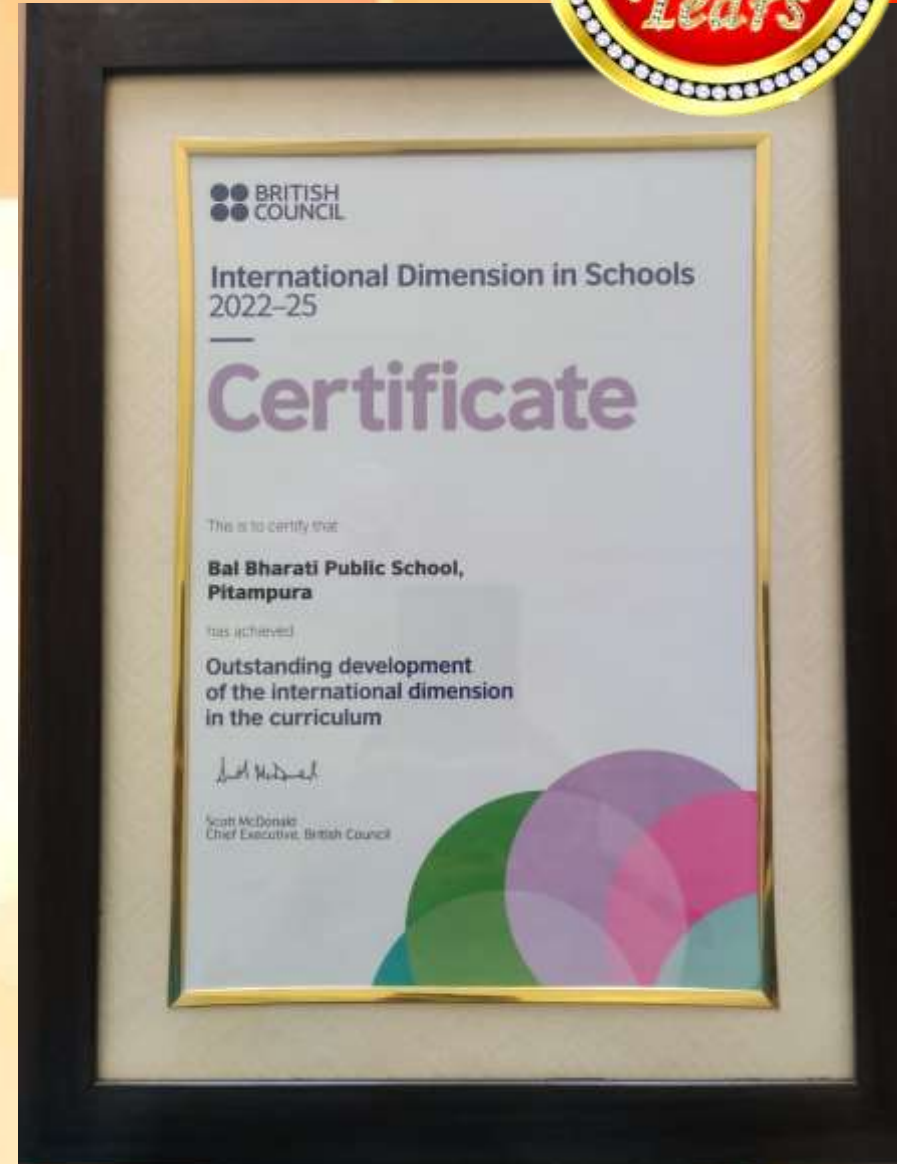 Years
BRITISH
COUNCIL
International Dimension in Schools
2022–25
Certificate
This is to certify that
Bal Bharati Public School,
Pitampura
has achieved
Outstanding development
of the international dimension
in the curriculum
Scott McDonald
Chief Executive, British Council